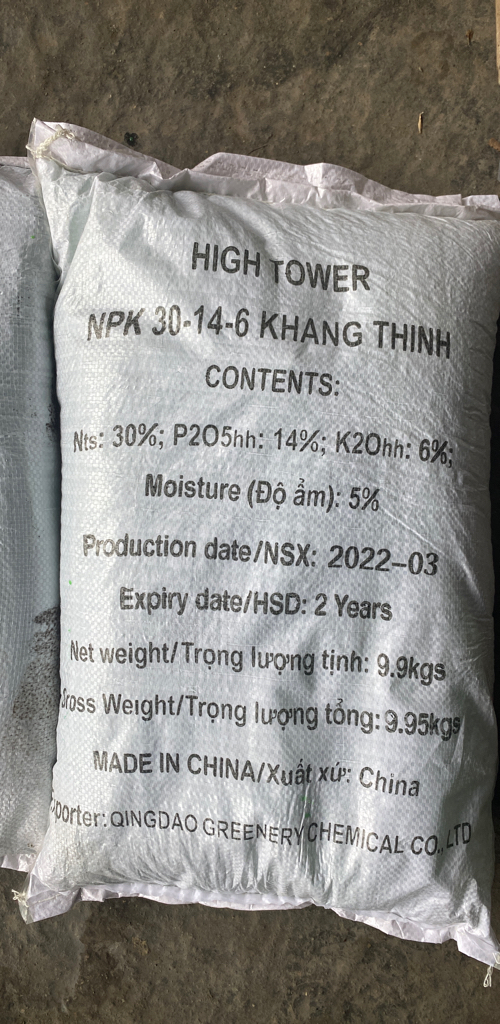 HIGH TOWER
NPK 30-14-6 KHANG THINH
CONTENTS:
Nts: 30%; P2O5hh: 14%; K2Ohh: 6%;
Moisture (Độ ẩm): 5%
Production date/NSX: 2022-03
Expiry date/HSD: 2 Years
Net weight/Trọng lượng tịnh: 9.9kgs
Gross Weight/Trọng lượng tổng: 9.95kgs
MADE IN CHINA/Xuất xứ: China
porter: QINGDAO GREENERY CHEMICAL CO., LTD